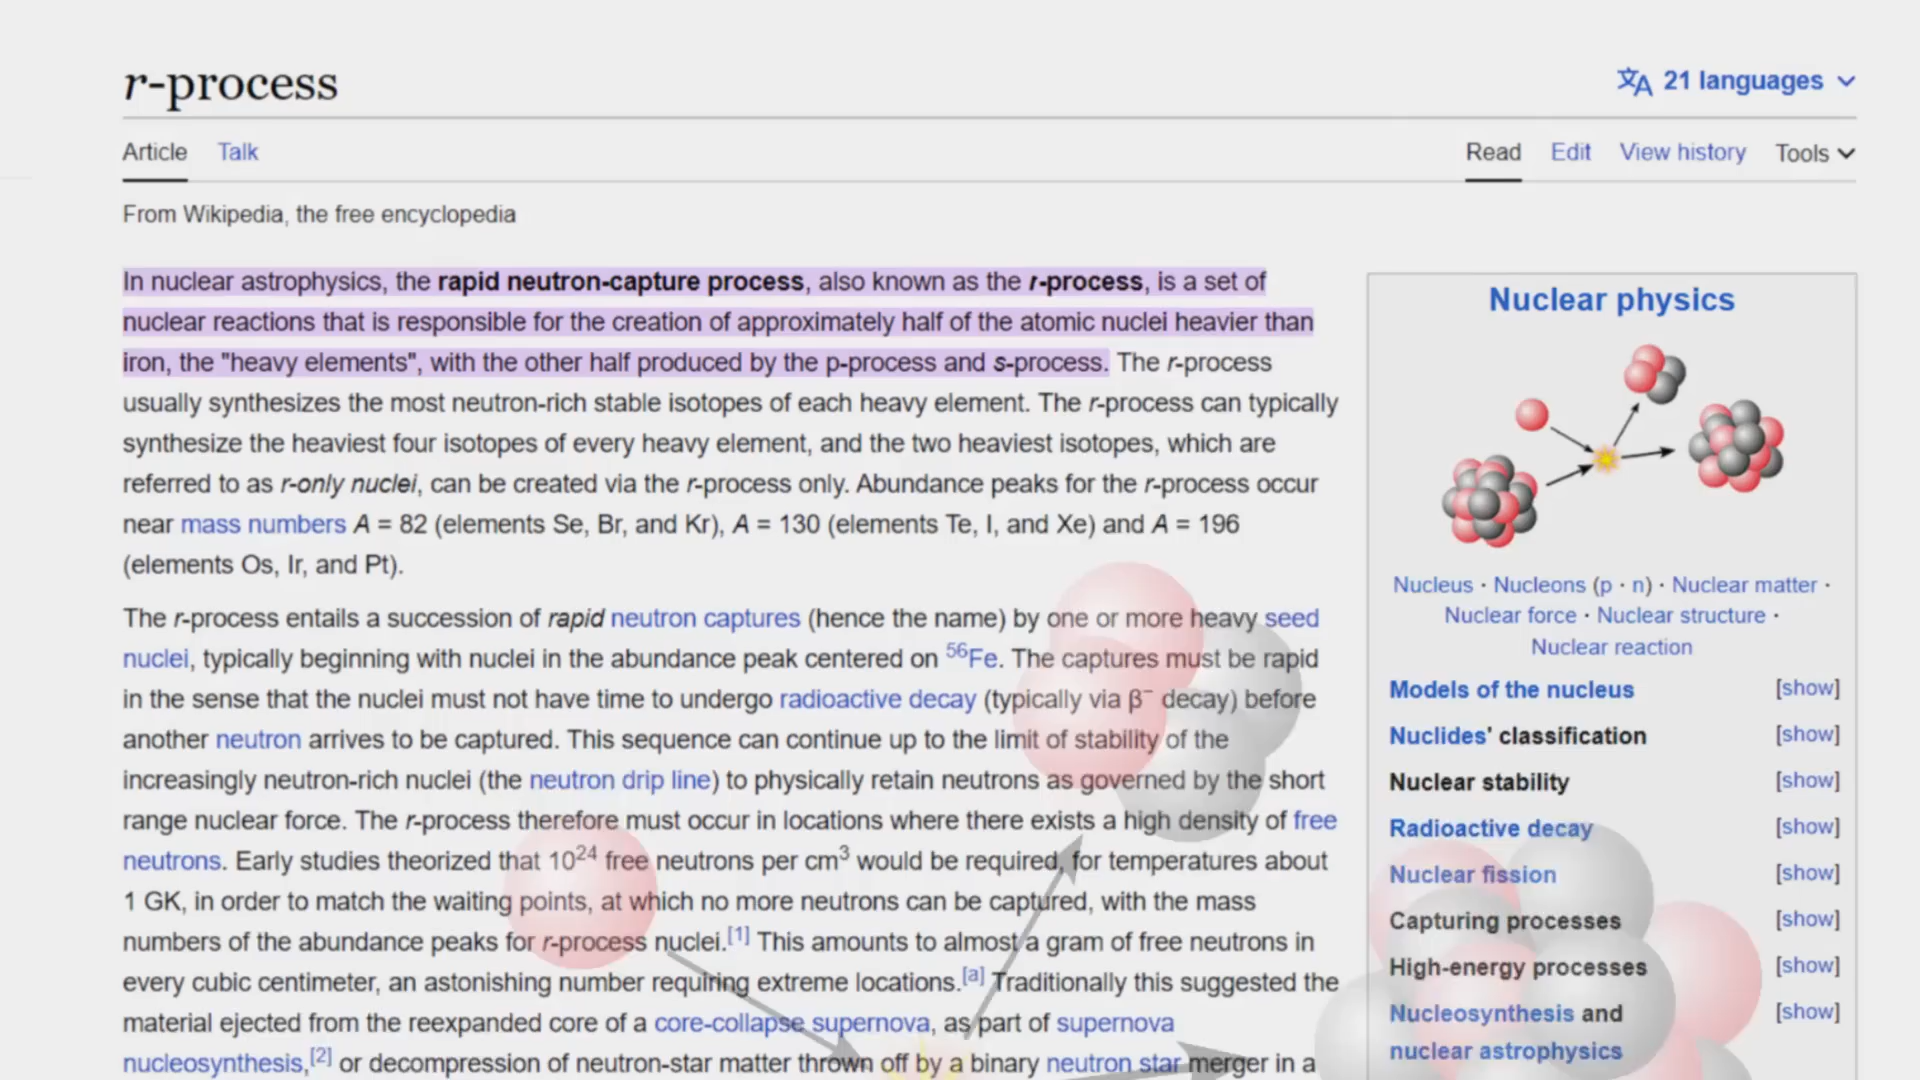 r-process
21 languages
Article Talk
Read Edit View history Tools
From Wikipedia, the free encyclopedia
In nuclear astrophysics, the rapid neutron-capture process, also known as the r-process, is a set of
nuclear reactions that is responsible for the creation of approximately half of the atomic nuclei heavier than
iron, the "heavy elements", with the other half produced by the p-process and s-process. The r-process
usually synthesizes the most neutron-rich stable isotopes of each heavy element. The r-process can typically
synthesize the heaviest four isotopes of every heavy element, and the two heaviest isotopes, which are
referred to as r-only nuclei, can be created via the r-process only. Abundance peaks for the r-process occur
near mass numbers A = 82 (elements Se, Br, and Kr), A = 130 (elements Te, I, and Xe) and A = 196
(elements Os, Ir, and Pt).
The r-process entails a succession of rapid neutron captures (hence the name) by one or more heavy seed
nuclei, typically beginning with nuclei in the abundance peak centered on ⁵⁶Fe. The captures must be rapid
in the sense that the nuclei must not have time to undergo radioactive decay (typically via β⁻ decay) before
another neutron arrives to be captured. This sequence can continue up to the limit of stability of the
increasingly neutron-rich nuclei (the neutron drip line) to physically retain neutrons as governed by the short
range nuclear force. The r-process therefore must occur in locations where there exists a high density of free
neutrons. Early studies theorized that 10²⁴ free neutrons per cm³ would be required, for temperatures about
1 GK, in order to match the waiting points, at which no more neutrons can be captured, with the mass
numbers of the abundance peaks for r-process nuclei.[1] This amounts to almost a gram of free neutrons in
every cubic centimeter, an astonishing number requiring extreme locations.[a] Traditionally this suggested the
material ejected from the reexpanded core of a core-collapse supernova, as part of supernova
nucleosynthesis,[2] or decompression of neutron-star matter thrown off by a binary neutron star merger in a
Nuclear physics
Nucleus · Nucleons (p · n) · Nuclear matter ·
Nuclear force · Nuclear structure ·
Nuclear reaction
Models of the nucleus [show]
Nuclides' classification [show]
Nuclear stability [show]
Radioactive decay [show]
Nuclear fission [show]
Capturing processes [show]
High-energy processes [show]
Nucleosynthesis and [show]
nuclear astrophysics